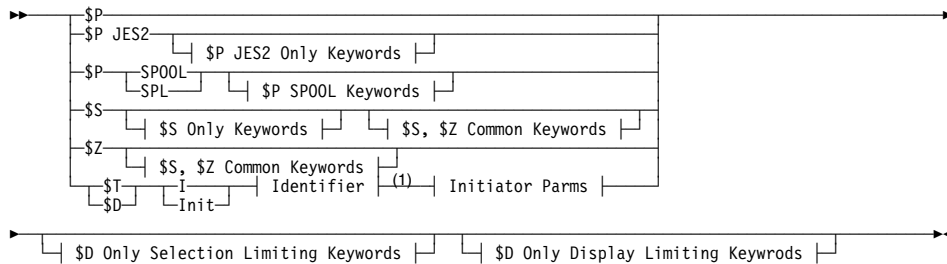 $P
$P JES2
$P JES2 Only Keywords
$P SPOOL
SPL
$P SPOOL Keywords
$S
$S Only Keywords
$S, $Z Common Keywords
$Z
$S, $Z Common Keywords
$T I Identifier (1) Initiator Parms
$D Init
$D Only Selection Limiting Keywords $D Only Display Limiting Keywrods